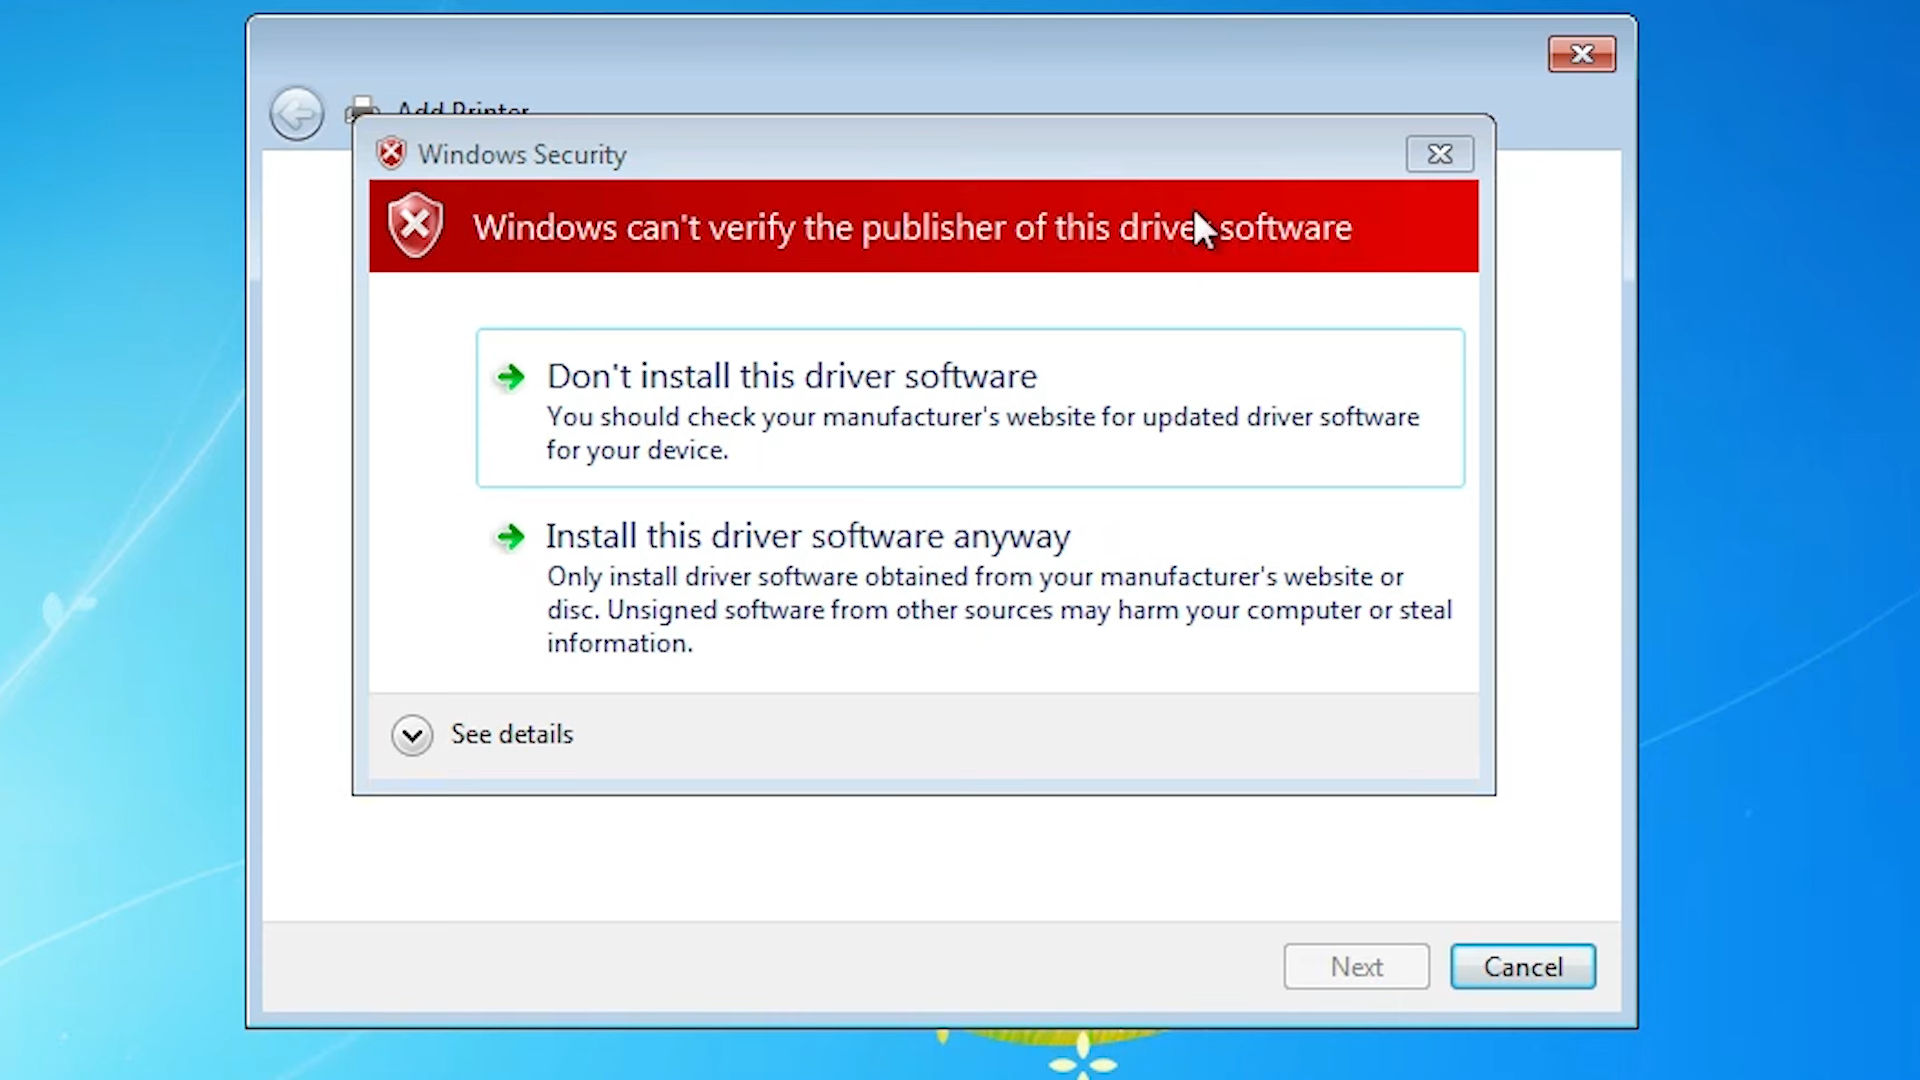 Add Printer
Windows Security
Windows can't verify the publisher of this driver software
Don't install this driver software
You should check your manufacturer's website for updated driver software
for your device.
Install this driver software anyway
Only install driver software obtained from your manufacturer's website or
disc. Unsigned software from other sources may harm your computer or steal
information.
See details
Next
Cancel